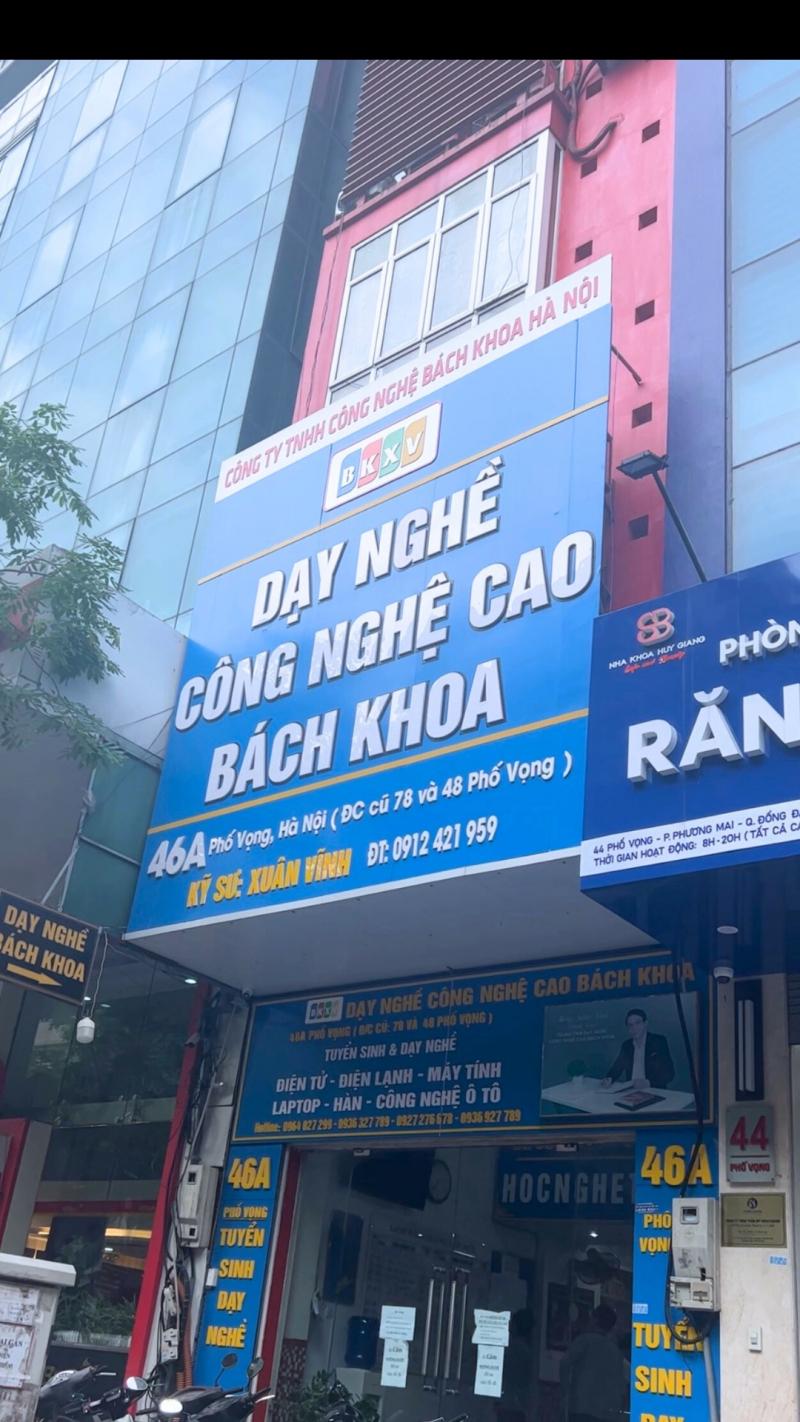 CÔNG TY TNHH CÔNG NGHỆ BÁCH KHOA HÀ NỘI
BKXV
DẠY NGHỀ
CÔNG NGHỆ CAO
BÁCH KHOA
46A Phố Vọng, Hà Nội ( ĐC cũ 78 và 48 Phố Vọng )
KỸ SƯ: XUÂN VĨNH ĐT: 0912 421 959
SB
NHA KHOA HUY GIANG
PHÒN
RĂN
44 PHỐ VỌNG - P.PHƯƠNG MAI - Q. ĐỐNG ĐA
THỜI GIAN HOẠT ĐỘNG: 8H-20H ( TẤT CẢ CÁ
DẠY NGHỀ
BÁCH KHOA
BKXV DẠY NGHỀ CÔNG NGHỆ CAO BÁCH KHOA
46A PHỐ VỌNG ( Đ/C CŨ: 78 VÀ 48 PHỐ VỌNG )
TUYỂN SINH & DẠY NGHỀ
ĐIỆN TỬ - ĐIỆN LẠNH - MÁY TÍNH
LAPTOP - HÀN - CÔNG NGHỆ Ô TÔ
Hotline: 0964 827 299 - 0936 327 789 - 0927 276 678 - 0936 927 789
46A
PHỐ VỌNG
TUYỂN
SINH
DẠY
NGHỀ
HOCNGHE
46A
PHỐ
VỌNG
TUYỂN
SINH
DẠY
44
PHỐ VỌNG